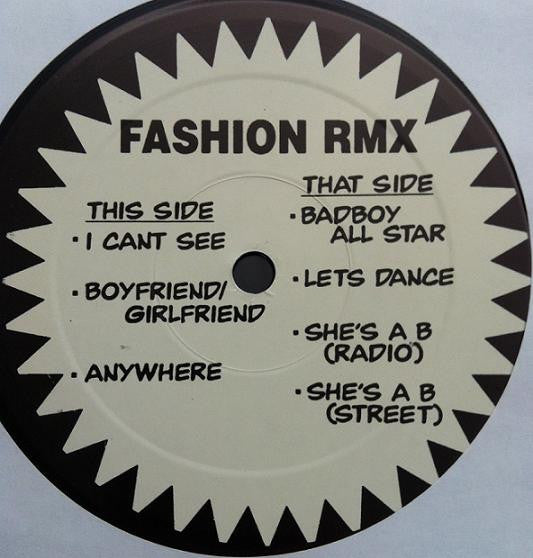 FASHION RMX
THIS SIDE
· I CANT SEE
· BOYFRIEND/
GIRLFRIEND
· ANYWHERE
THAT SIDE
· BADBOY
ALL STAR
· LETS DANCE
· SHE'S A B
(RADIO)
· SHE'S A B
(STREET)